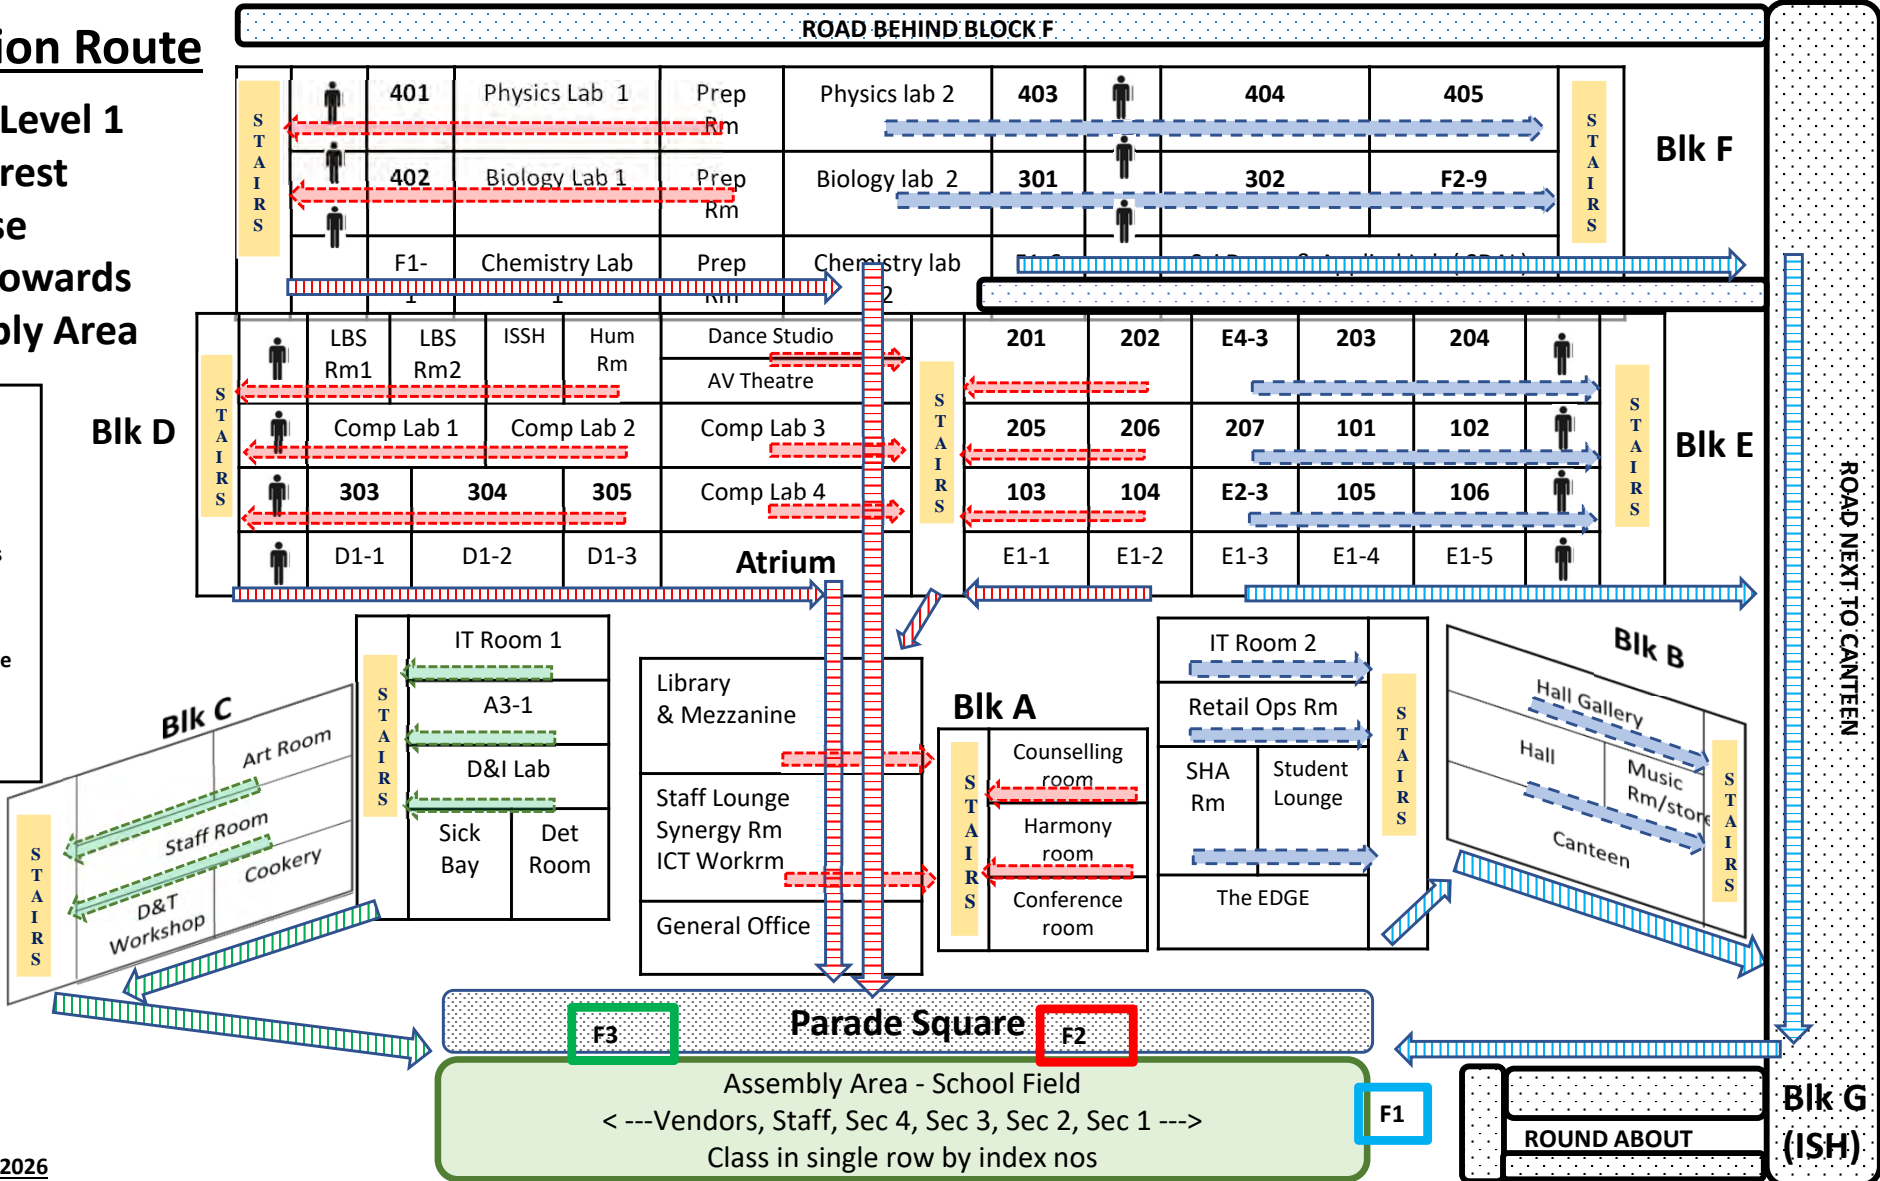 ion Route
Level 1
rest
se
owards
bly Area
ROAD BEHIND BLOCK F
STAIRS
401
Physics Lab 1
Prep
Rm
Physics lab 2
403
404
405
STAIRS
Blk F
402
Biology Lab 1
Prep
Rm
Biology lab 2
301
302
F2-9
F1-
1
Chemistry Lab
1
Prep
Rm
Chemistry lab
2
Blk D
STAIRS
LBS
Rm1
LBS
Rm2
ISSH
Hum
Rm
Dance Studio
AV Theatre
STAIRS
201
202
E4-3
203
204
STAIRS
Blk E
Comp Lab 1
Comp Lab 2
Comp Lab 3
205
206
207
101
102
303
304
305
Comp Lab 4
103
104
E2-3
105
106
s
D1-1
D1-2
D1-3
Atrium
E1-1
E1-2
E1-3
E1-4
E1-5
ROAD NEXT TO CANTEEN
e
Blk C
Art Room
Staff Room
Cookery
D&T
Workshop
STAIRS
STAIRS
IT Room 1
A3-1
D&I Lab
Sick
Bay
Det
Room
Library
& Mezzanine
Staff Lounge
Synergy Rm
ICT Workrm
General Office
Blk A
STAIRS
Counselling
room
Harmony
room
Conference
room
IT Room 2
Retail Ops Rm
SHA
Rm
Student
Lounge
The EDGE
STAIRS
Blk B
Hall Gallery
Hall
Music
Rm/store
Canteen
STAIRS
F3
Parade Square
F2
Assembly Area - School Field
< ---Vendors, Staff, Sec 4, Sec 3, Sec 2, Sec 1 --->
Class in single row by index nos
F1
ROUND ABOUT
Blk G
(ISH)
2026